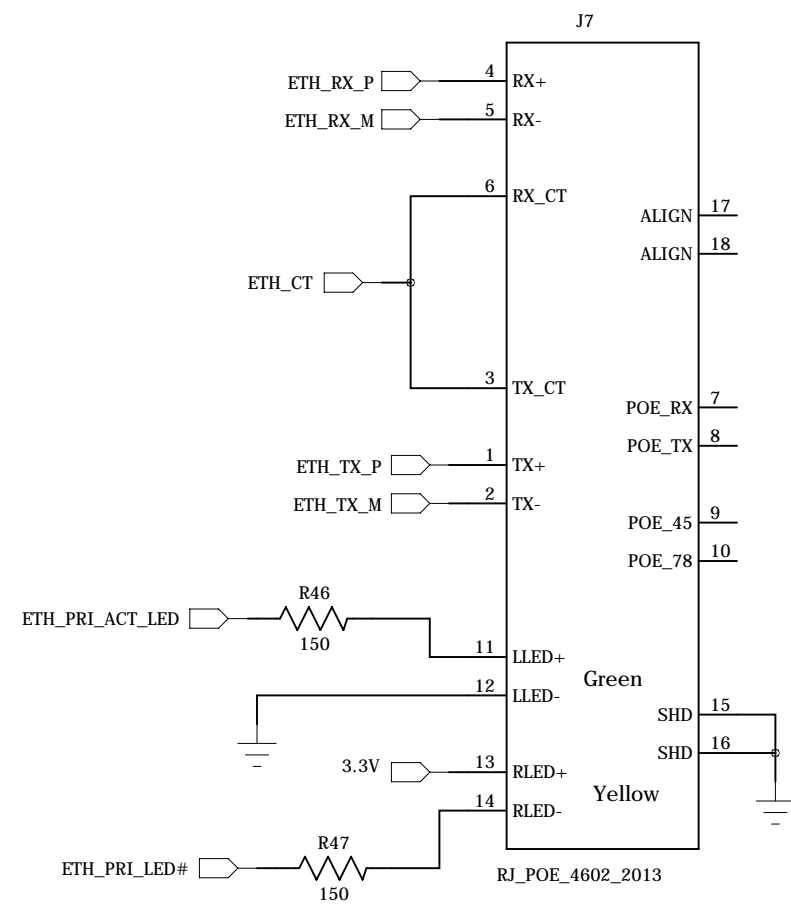 J7
ETH_RX_P 4 RX+
ETH_RX_M 5 RX-
6 RX_CT
ALIGN 17
ALIGN 18
ETH_CT
3 TX_CT
POE_RX 7
POE_TX 8
ETH_TX_P 1 TX+
ETH_TX_M 2 TX-
POE_45 9
POE_78 10
R46
ETH_PRI_ACT_LED
150
11 LLED+
Green
12 LLED-
SHD 15
SHD 16
3.3V 13 RLED+
Yellow
14 RLED-
R47
ETH_PRI_LED#
150
RJ_POE_4602_2013